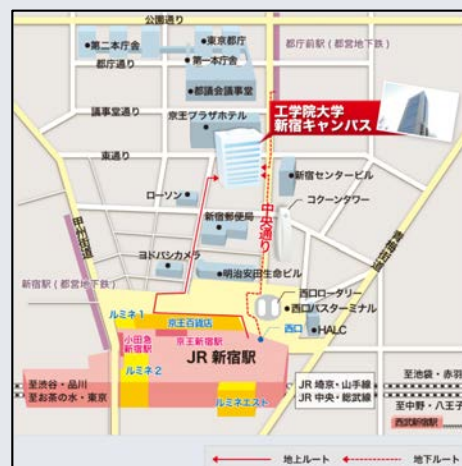 公園通り
第二本庁舎
東京都庁
都庁前駅(都営地下鉄)
都庁通り
第一本庁舎
都議会議事堂
議事堂通り
京王プラザホテル
工学院大学
新宿キャンパス
東通り
新宿センタービル
ローソン
コクーンタワー
中央通り
新宿郵便局
甲州街道
青梅街道
ヨドバシカメラ
明治安田生命ビル
新宿駅(都営地下鉄)
西口ロータリー
西口バスターミナル
ルミネ1
京王百貨店
西口
HALC
小田急
新宿駅
京王新宿駅
JR 新宿駅
ルミネ2
至池袋・赤羽
至渋谷・品川
至お茶の水・東京
JR 埼京・山手線
JR 中央・総武線
ルミネエスト
至中野・八王子
西武新宿駅
地上ルート
地下ルート